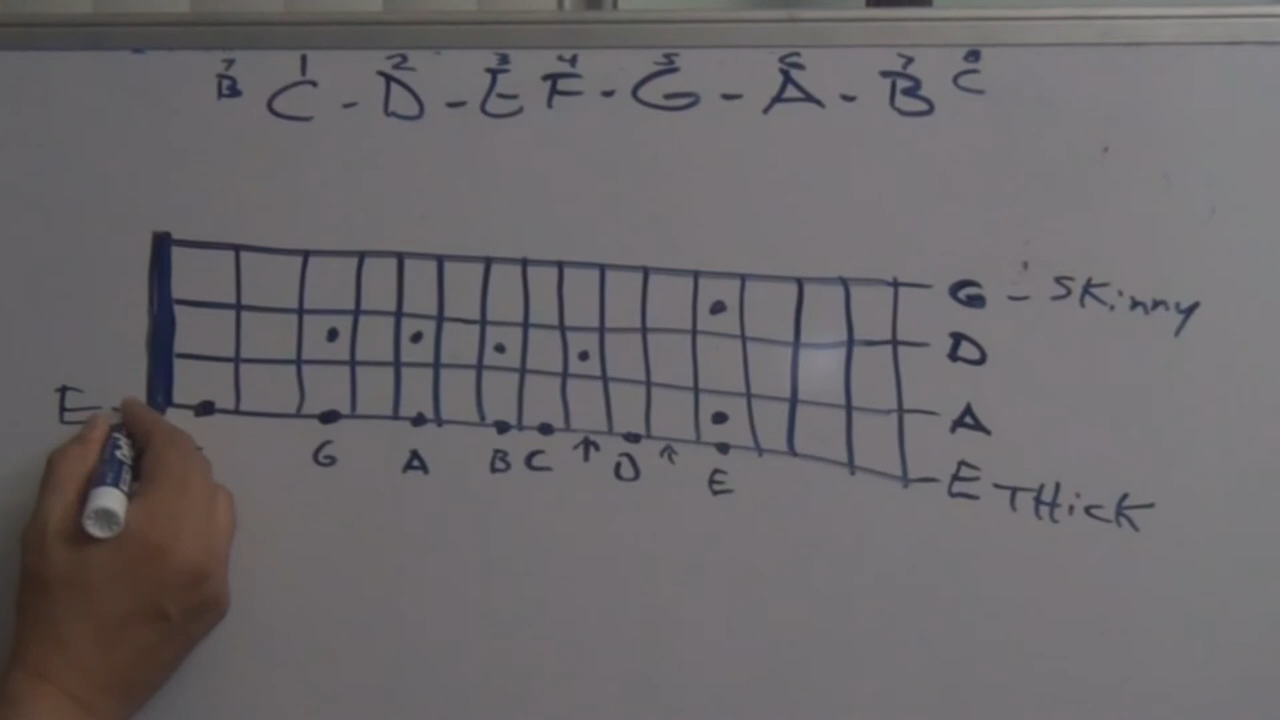 7 1 2 3 4 5 6 7 8
B C - D - E F - G - A - B C
G - Skinny
D
A
E THicK
E
G A B C ↑ D ↑ E